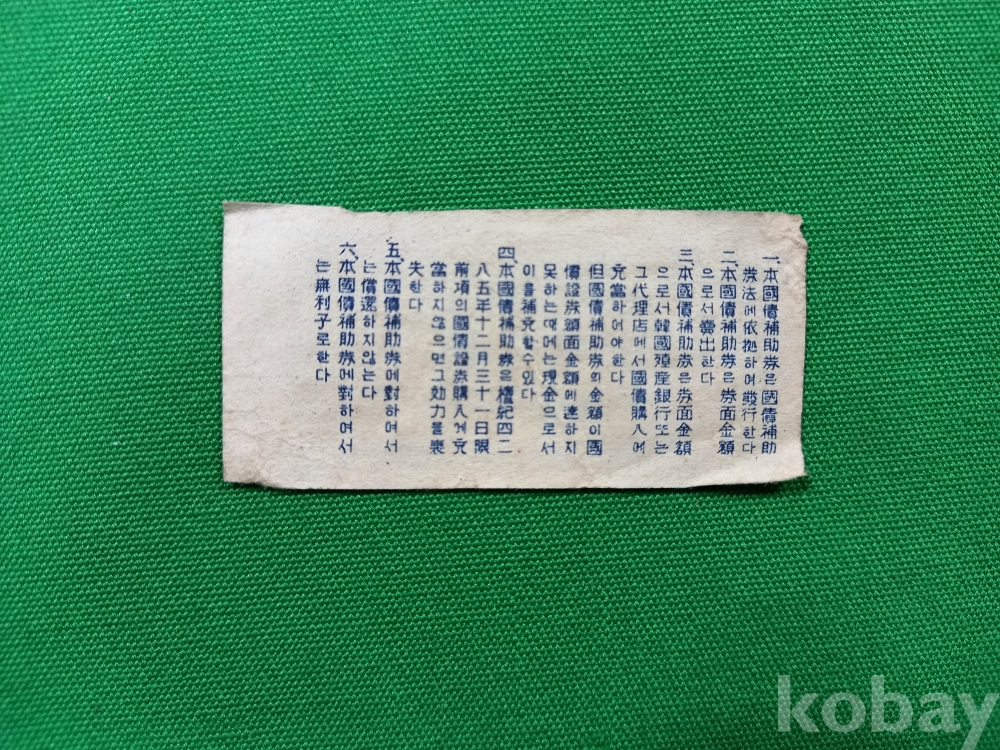 一、本國債補助券은國債補助
券法에依拠하여發行한다
二、本國債補助券은券面金額
으로서賣出한다
三、本國債補助券은券面金額
으로서韓國殖産銀行또는
그代理店에서國債購入에
充當하여야한다
但國債補助券의金額이國
債證券額面金額에達하지
못하는때에는現金으로서
이를補充할수있다
四、本國債補助券은檀紀四二
八五年十二月三十一日限
前項의國債證券購入에充
當하지않으면그効力을喪
失한다
五、本國債補助券에對하여서
는償還하지않는다
六、本國債補助券에對하여서
는無利子로한다
kobay